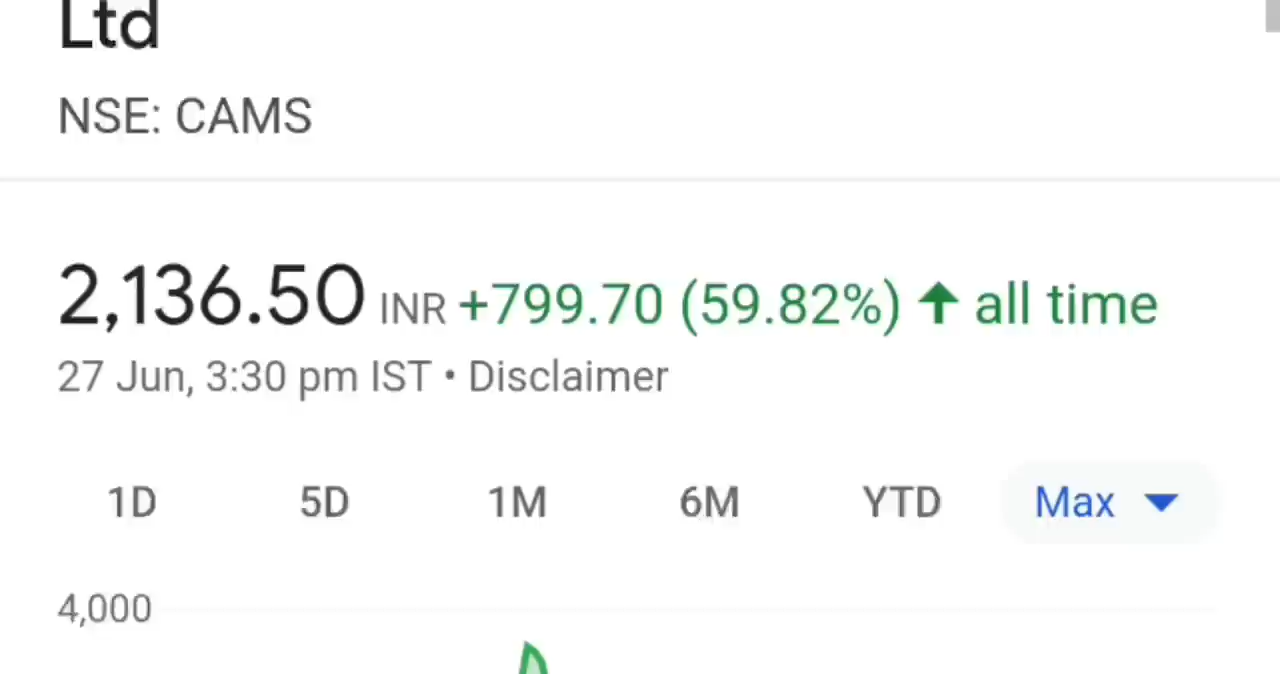 Ltd
NSE: CAMS
2,136.50 INR +799.70 (59.82%) ↑ all time
27 Jun, 3:30 pm IST • Disclaimer
1D 5D 1M 6M YTD Max
4,000